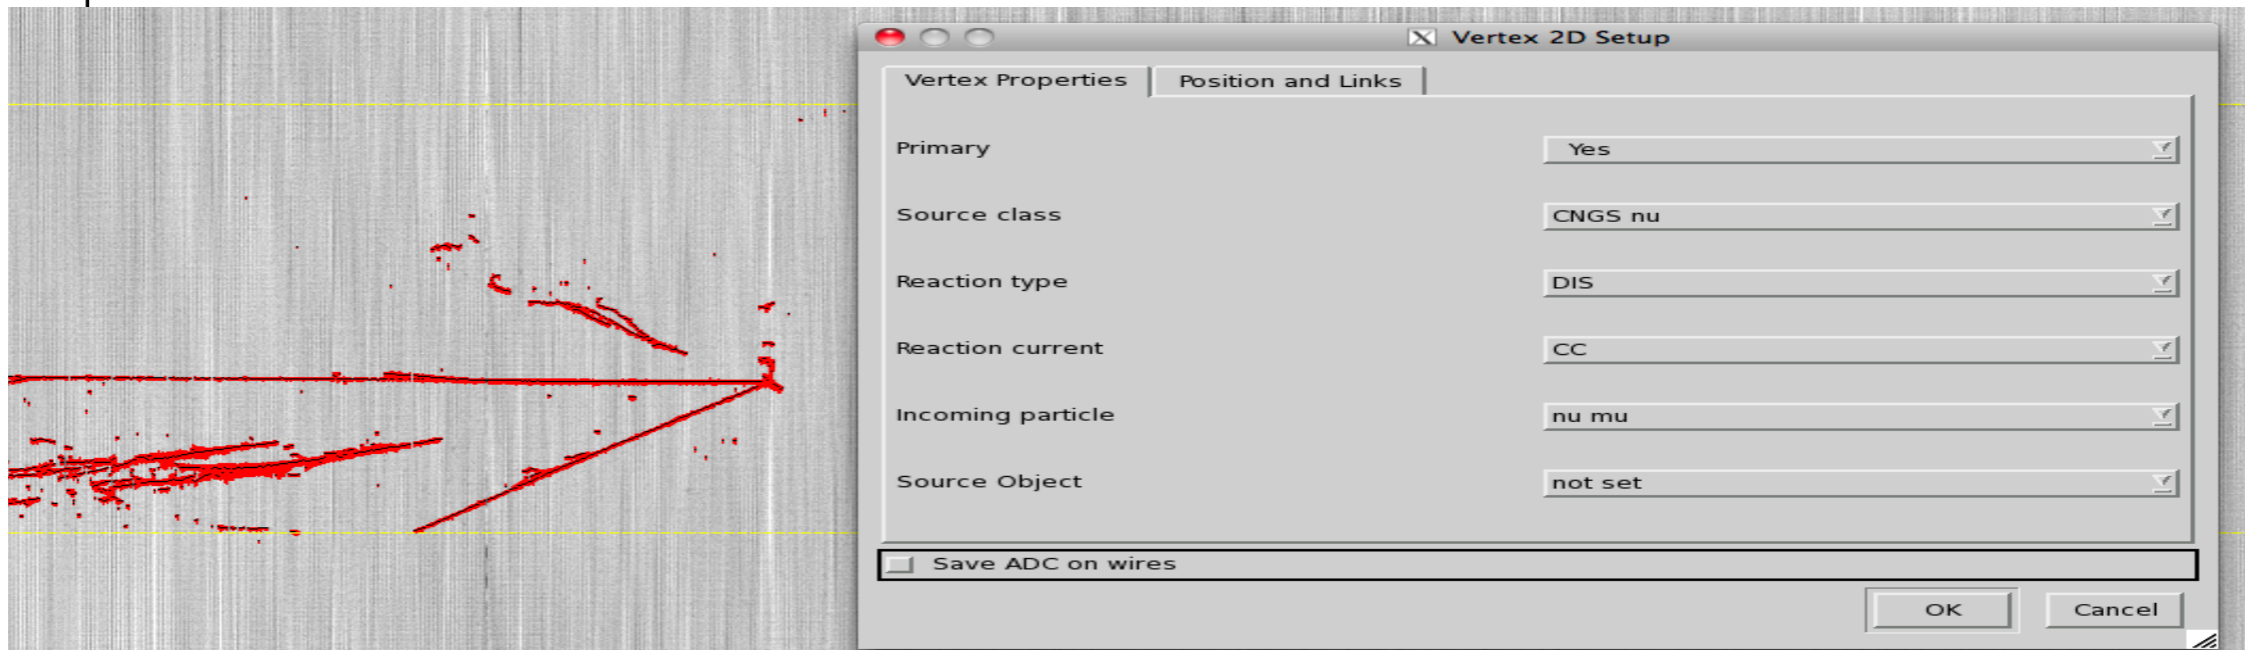 Vertex 2D Setup
Vertex Properties Position and Links
Primary Yes
Source class CNGS nu
Reaction type DIS
Reaction current CC
Incoming particle nu mu
Source Object not set
Save ADC on wires
OK Cancel